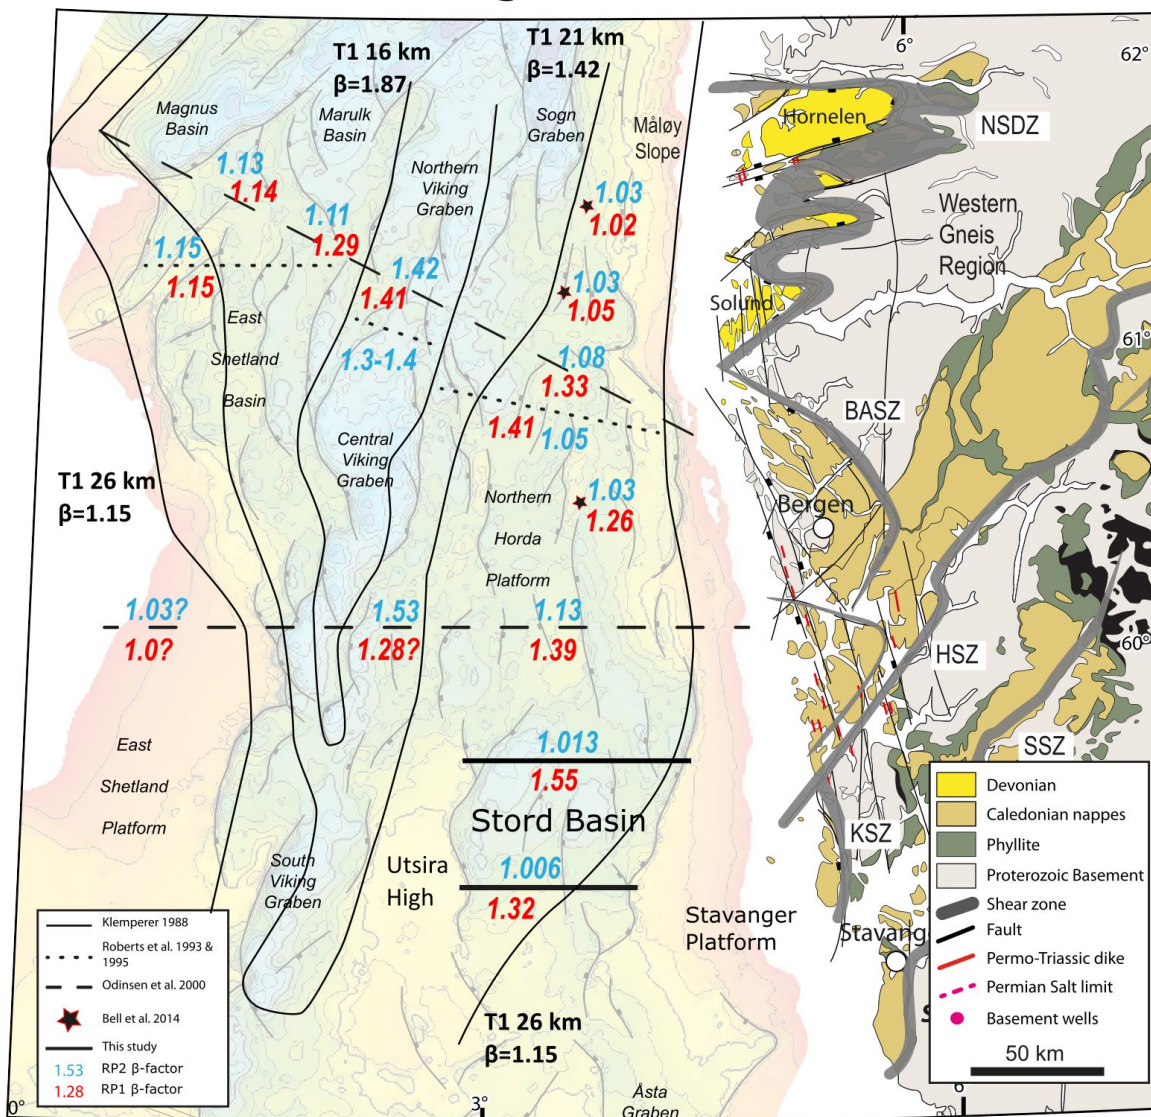 6°
62°
T1 16 km
β=1.87
T1 21 km
β=1.42
Magnus
Basin
Marulk
Basin
Sogn
Graben
Måløy
Slope
Hornelen
NSDZ
Northern
Viking
Graben
1.13
1.14
1.03
1.02
1.11
1.29
Western
Gneis
Region
1.15
1.15
1.42
1.41
1.03
1.05
Solund
East
Shetland
Basin
1.3-1.4
1.08
1.33
61°
1.41
1.05
BASZ
Central
Viking
Graben
T1 26 km
β=1.15
Northern
Horda
Platform
1.03
1.26
Bergen
1.03?
1.0?
1.53
1.28?
1.13
1.39
60°
HSZ
East
Shetland
Platform
1.013
1.55
SSZ
Stord Basin
KSZ
South
Viking
Graben
Utsira
High
1.006
1.32
Stavanger
Platform
Stavang
S
T1 26 km
β=1.15
Åsta
Graben
0°
3°
6
Klemperer 1988
Roberts et al. 1993 &
1995
Odinsen et al. 2000
Bell et al. 2014
This study
1.53 RP2 β-factor
1.28 RP1 β-factor
Devonian
Caledonian nappes
Phyllite
Proterozoic Basement
Shear zone
Fault
Permo-Triassic dike
Permian Salt limit
Basement wells
50 km